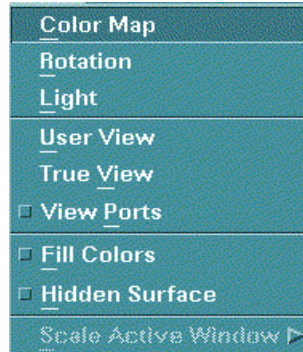 Color Map
Rotation
Light
User View
True View
View Ports
Fill Colors
Hidden Surface
Scale Active Window